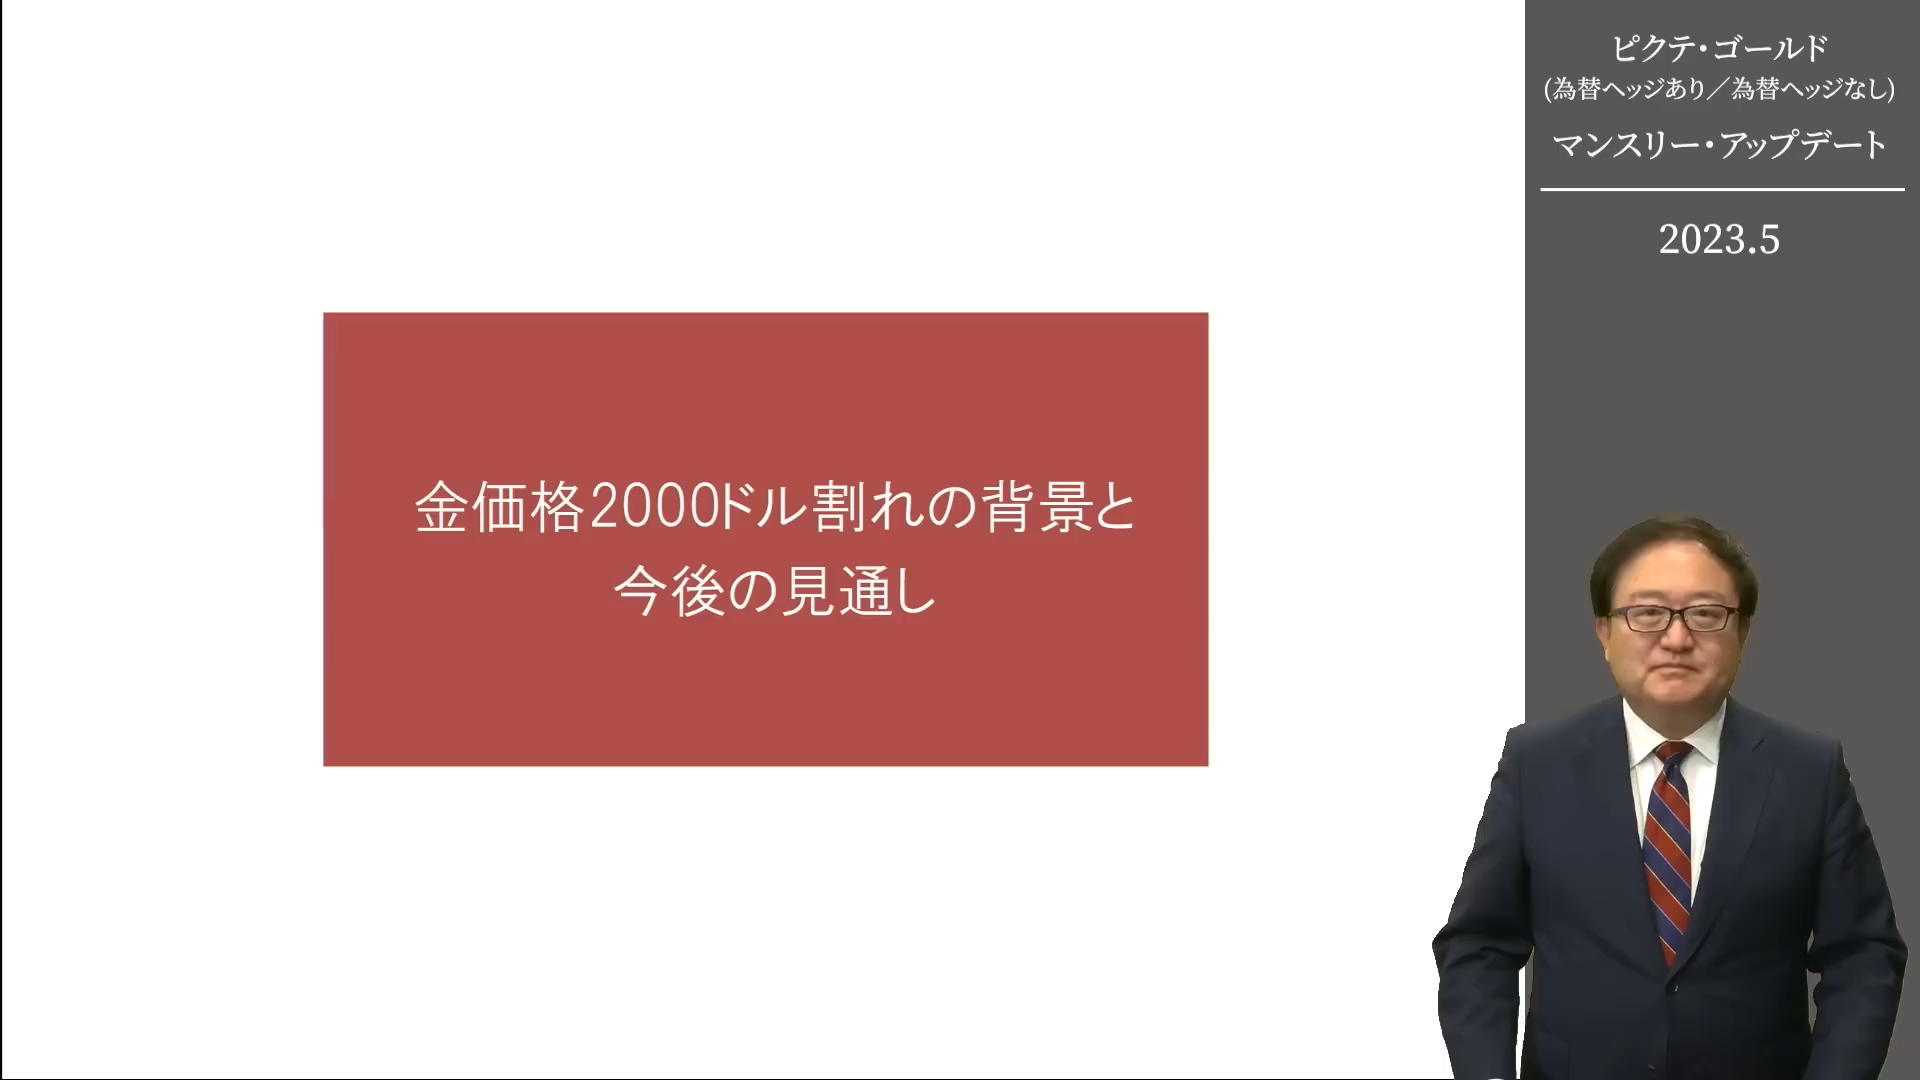 ピクテ・ゴールド
(為替ヘッジあり／為替ヘッジなし)
マンスリー・アップデート
2023.5
金価格2000ドル割れの背景と
今後の見通し